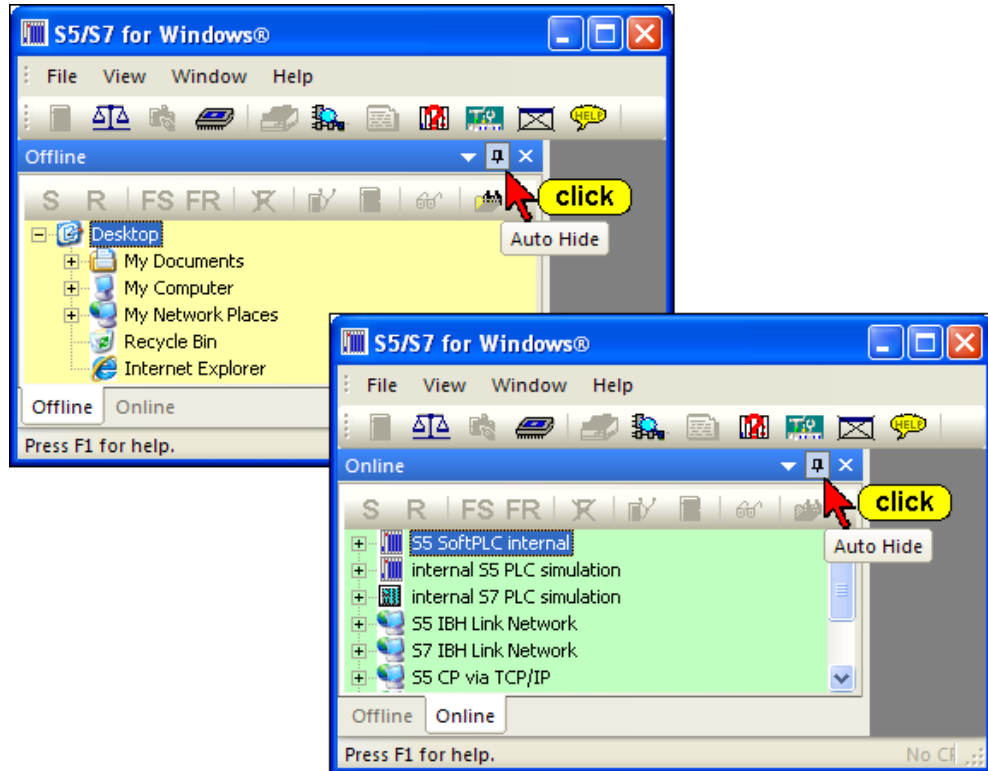 S5/S7 for Windows®
File View Window Help
HELP
Offline
S R FS FR
click
Auto Hide
Desktop
My Documents
My Computer
My Network Places
Recycle Bin
Internet Explorer
Offline Online
Press F1 for help.
S5/S7 for Windows®
File View Window Help
HELP
Online
S R FS FR
click
Auto Hide
S5 SoftPLC internal
internal S5 PLC simulation
internal S7 PLC simulation
S5 IBH Link Network
S7 IBH Link Network
S5 CP via TCP/IP
Offline Online
Press F1 for help. No